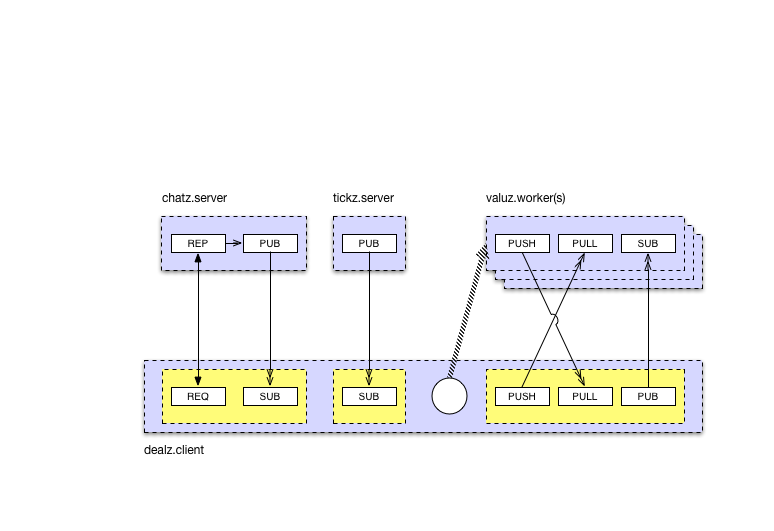 chatz.server
tickz.server
valuz.worker(s)
REP
PUB
PUB
PUSH
PULL
SUB
REQ
SUB
SUB
PUSH
PULL
PUB
dealz.client